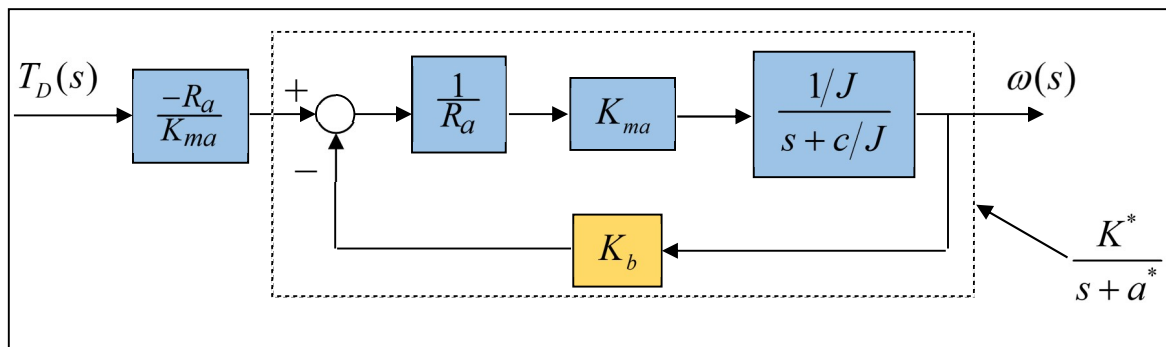 T_D(s)
-R_a / K_ma
+
−
1 / R_a
K_ma
1/J / s + c/J
ω(s)
K_b
K^* / s + a^*